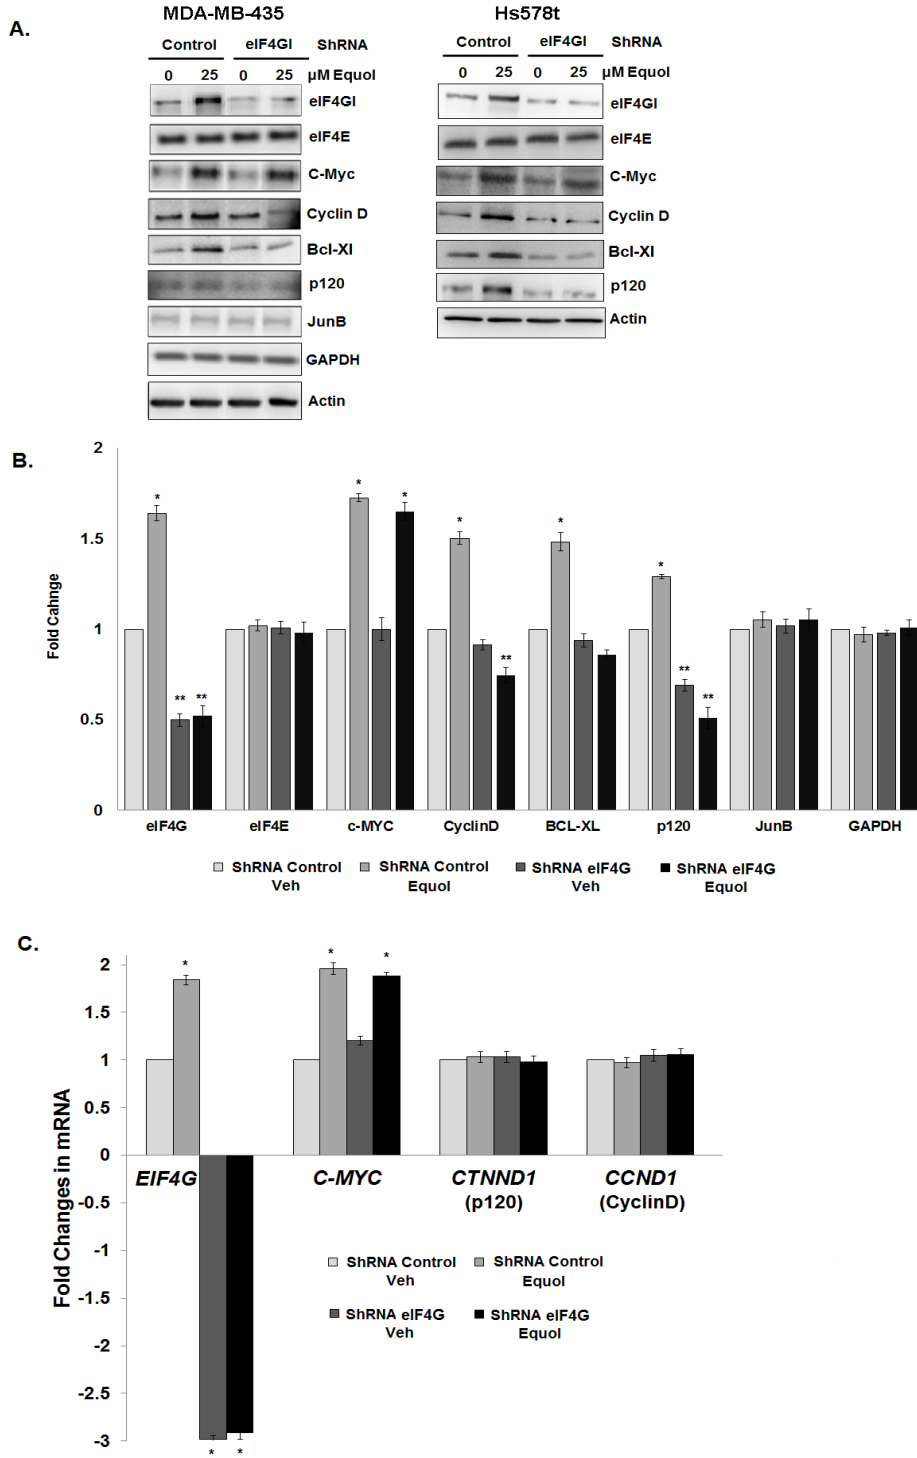 A.
MDA-MB-435
Control eIF4GI ShRNA
0 25 0 25 µM Equol
eIF4GI
eIF4E
C-Myc
Cyclin D
Bcl-Xl
p120
JunB
GAPDH
Actin
Hs578t
Control eIF4GI ShRNA
0 25 0 25 µM Equol
eIF4GI
eIF4E
C-Myc
Cyclin D
Bcl-Xl
p120
Actin
B.
Fold Cahnge
2
1.5
1
0.5
0
* ** **
* *
* **
*
* ** **
eIF4G eIF4E c-MYC CyclinD BCL-XL p120 JunB GAPDH
ShRNA Control Veh
ShRNA Control Equol
ShRNA eIF4G Veh
ShRNA eIF4G Equol
C.
Fold Changes in mRNA
2
1.5
1
0.5
0
-0.5
-1
-1.5
-2
-2.5
-3
* * *
* *
EIF4G C-MYC CTNND1 CCND1
(p120) (CyclinD)
ShRNA Control Veh
ShRNA Control Equol
ShRNA eIF4G Veh
ShRNA eIF4G Equol